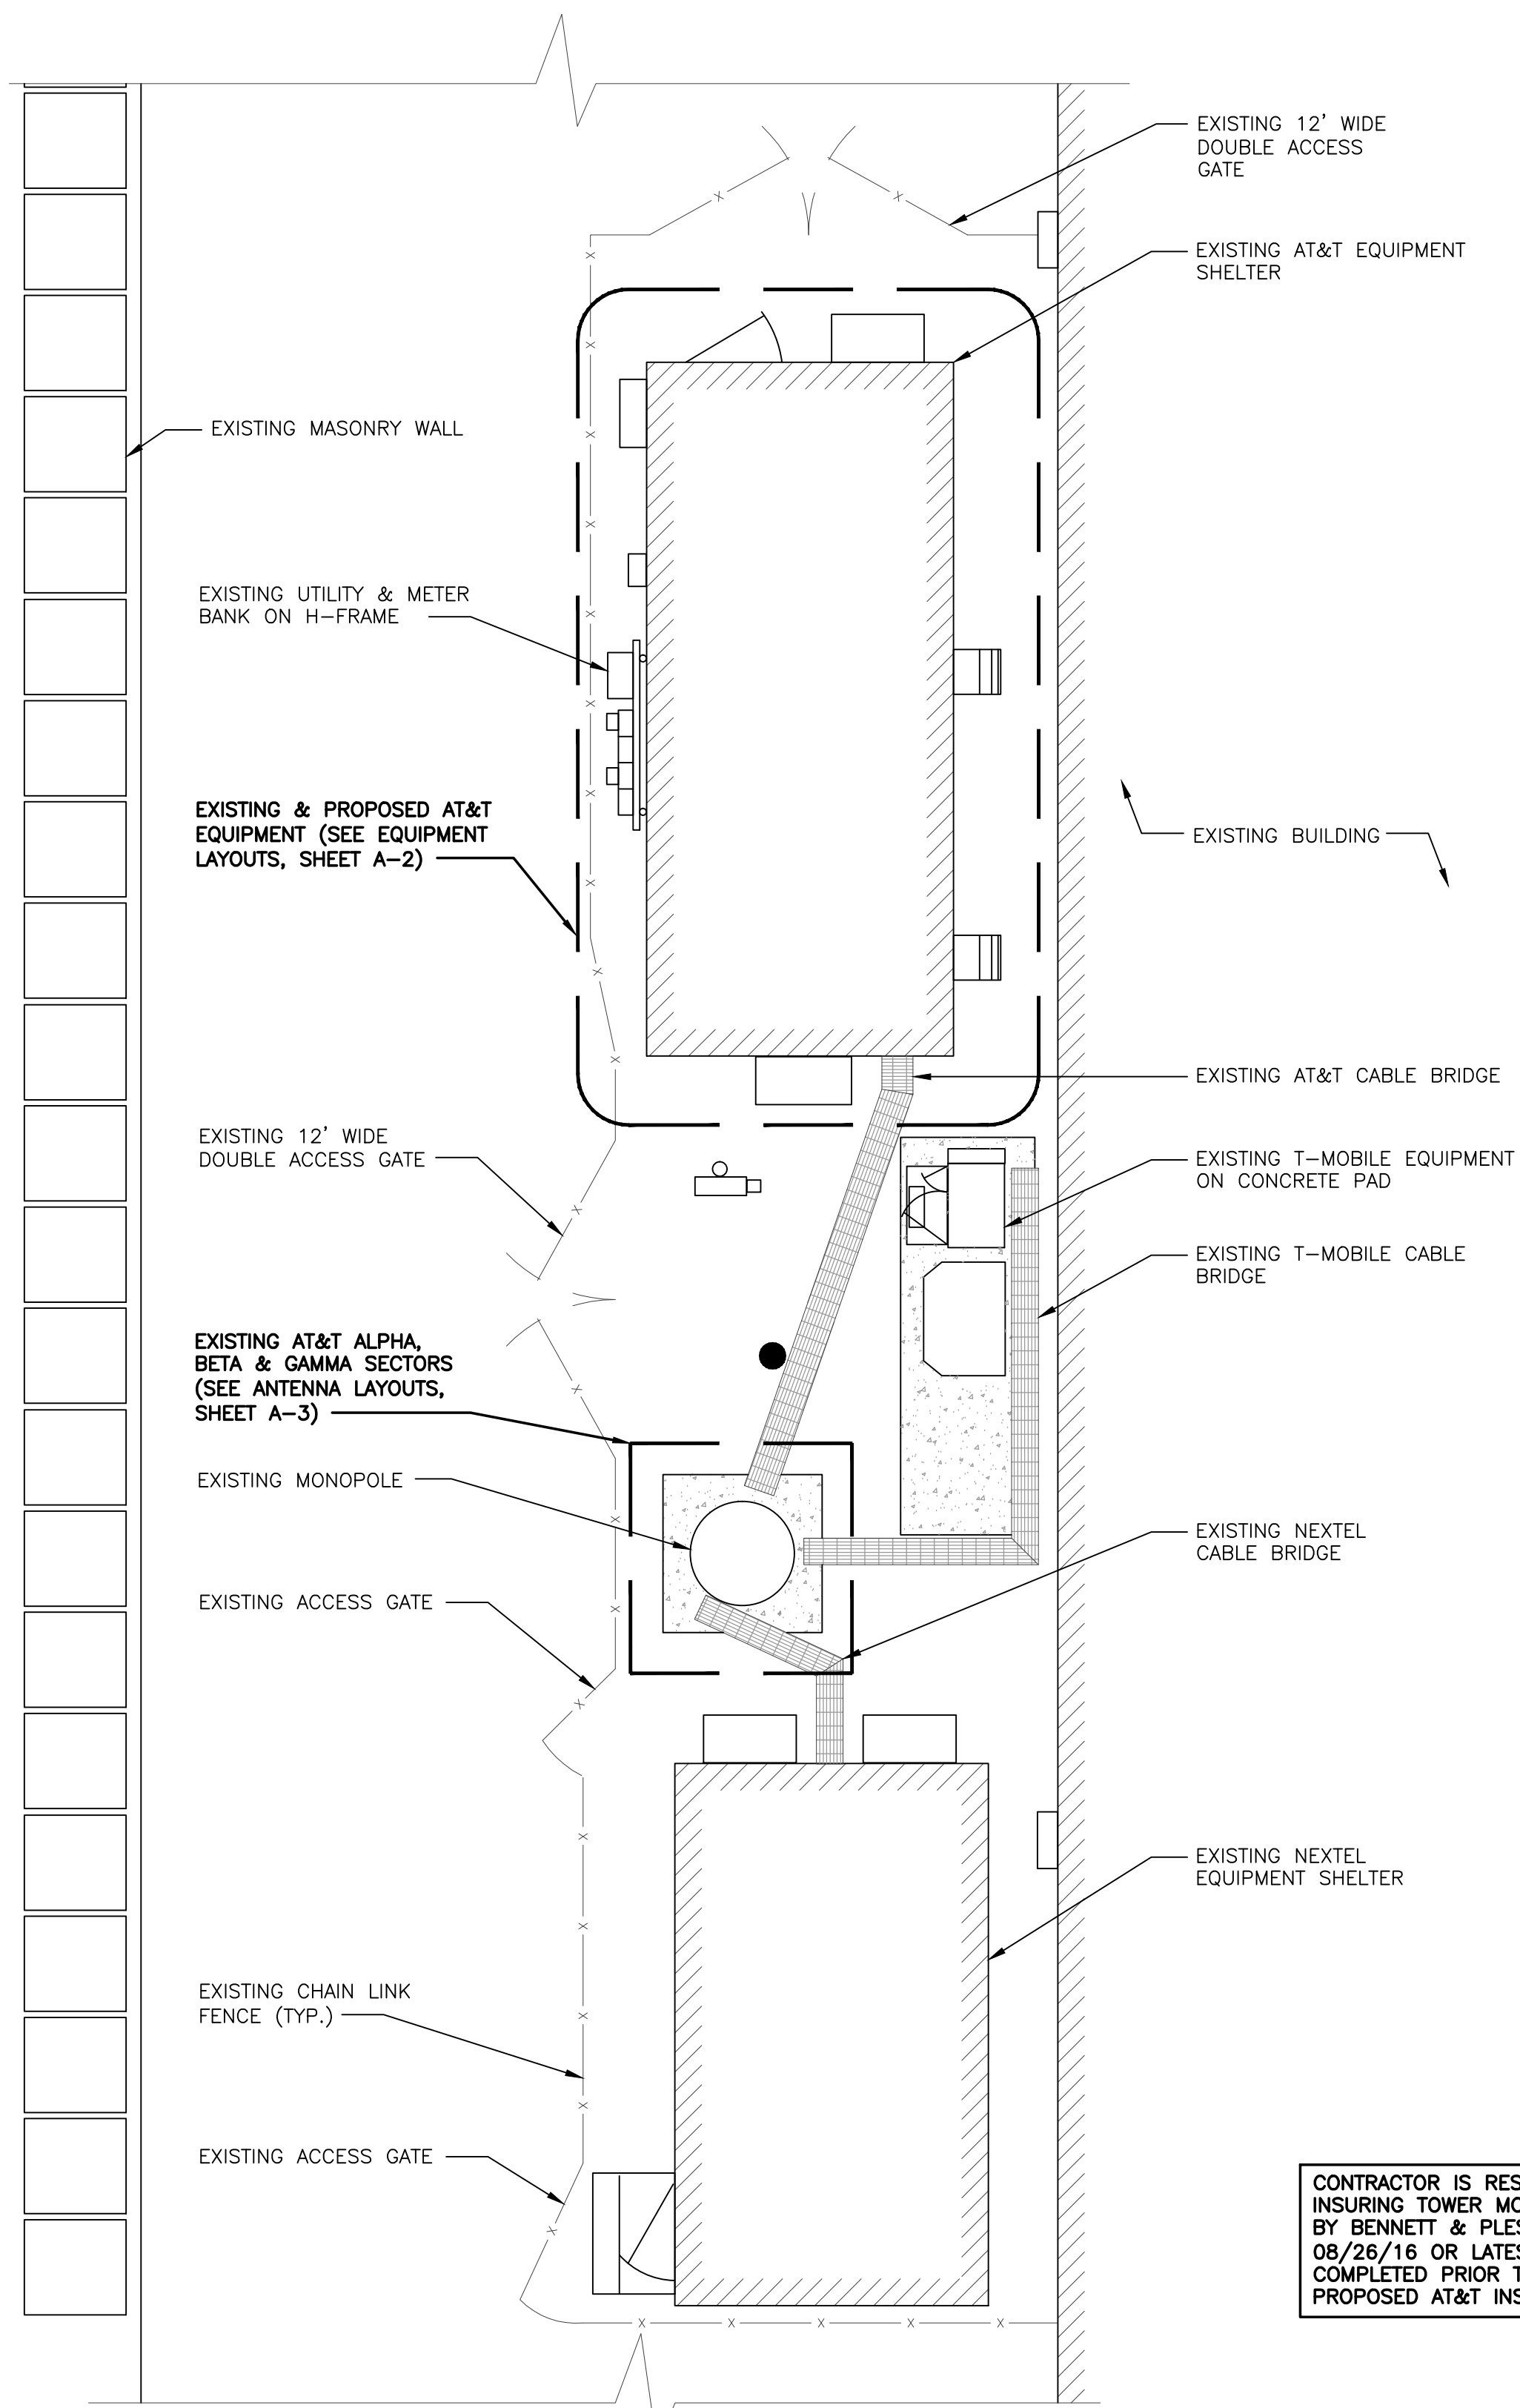 EXISTING 12' WIDE
DOUBLE ACCESS
GATE
EXISTING AT&T EQUIPMENT
SHELTER
EXISTING MASONRY WALL
EXISTING UTILITY & METER
BANK ON H-FRAME
EXISTING & PROPOSED AT&T
EQUIPMENT (SEE EQUIPMENT
LAYOUTS, SHEET A-2)
EXISTING BUILDING
EXISTING AT&T CABLE BRIDGE
EXISTING 12' WIDE
DOUBLE ACCESS GATE
EXISTING T-MOBILE EQUIPMENT
ON CONCRETE PAD
EXISTING T-MOBILE CABLE
BRIDGE
EXISTING AT&T ALPHA,
BETA & GAMMA SECTORS
(SEE ANTENNA LAYOUTS,
SHEET A-3)
EXISTING MONOPOLE
EXISTING NEXTEL
CABLE BRIDGE
EXISTING ACCESS GATE
EXISTING NEXTEL
EQUIPMENT SHELTER
EXISTING CHAIN LINK
FENCE (TYP.)
EXISTING ACCESS GATE
CONTRACTOR IS
INSURING TOWER
BY BENNETT &
08/26/16 OR
COMPLETED PRIOR
PROPOSED AT&T